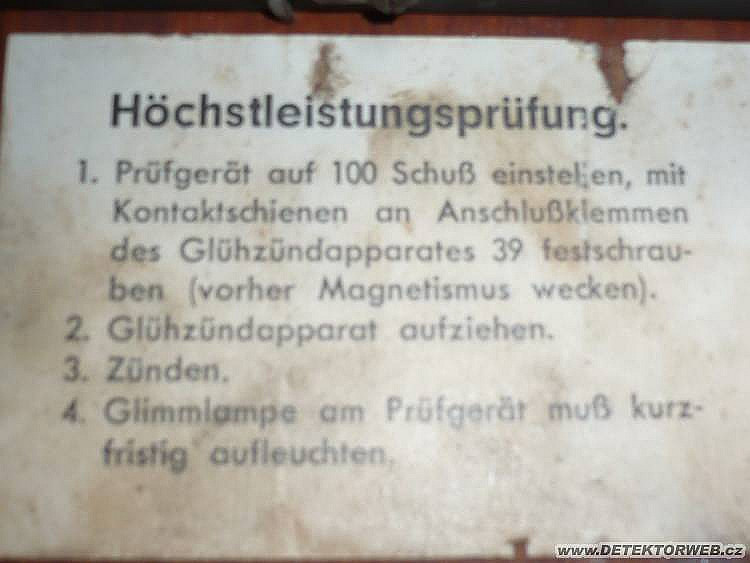 Höchstleistungsprüfung.
1. Prüfgerät auf 100 Schuß einstellen, mit
Kontaktschienen an Anschlußklemmen
des Glühzündapparates 39 festschrau-
ben (vorher Magnetismus wecken).
2. Glühzündapparat aufziehen.
3. Zünden.
4. Glimmlampe am Prüfgerät muß kurz-
fristig aufleuchten.
www.DETEKTORWEB.cz